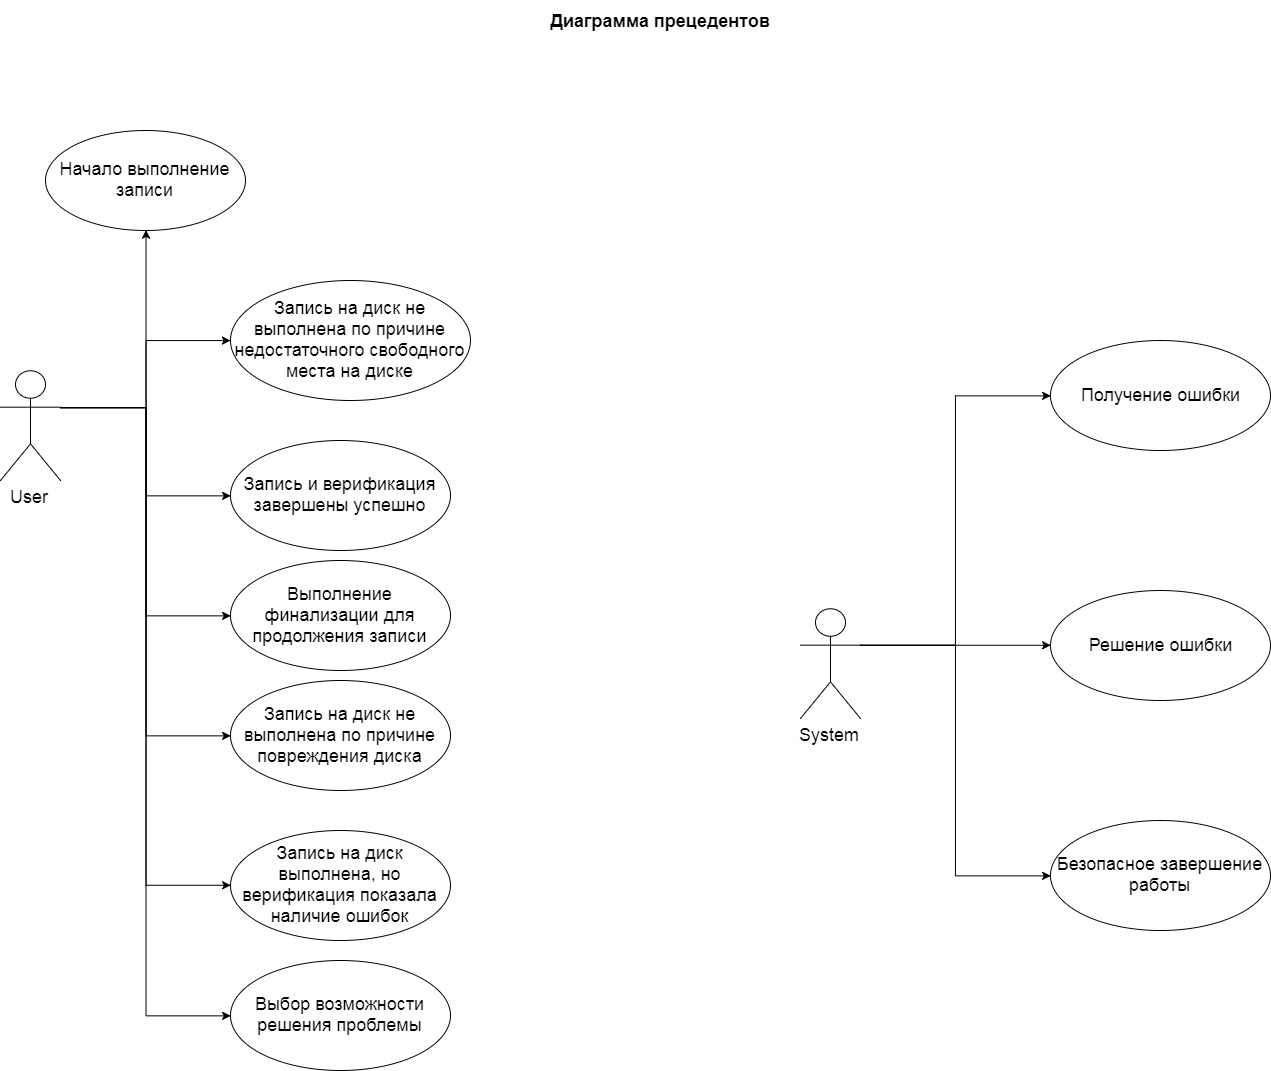 Диаграмма прецедентов
Начало выполнение
записи
Запись на диск не
выполнена по причине
недостаточного свободного
места на диске
User
Запись и верификация
завершены успешно
Выполнение
финализации для
продолжения записи
Запись на диск не
выполнена по причине
повреждения диска
Запись на диск
выполнена, но
верификация показала
наличие ошибок
Выбор возможности
решения проблемы
Получение ошибки
System
Решение ошибки
Безопасное завершение
работы